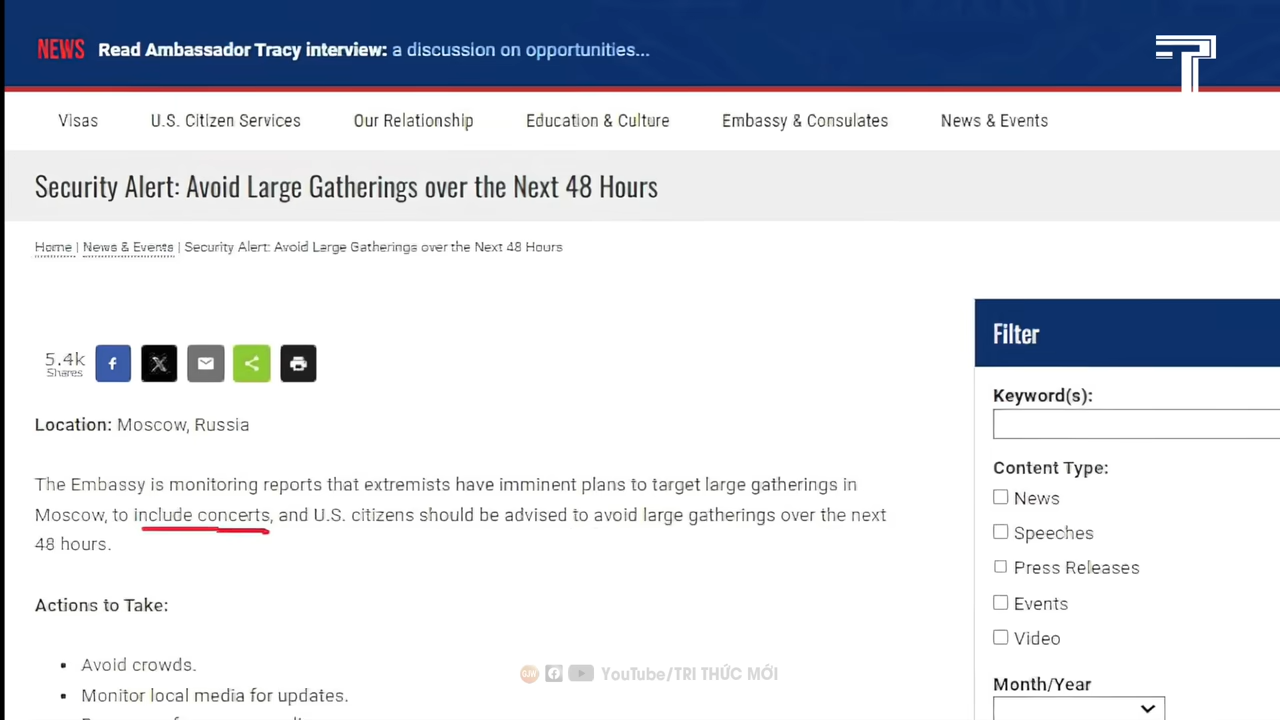 NEWS Read Ambassador Tracy interview: a discussion on opportunities...
Visas U.S. Citizen Services Our Relationship Education & Culture Embassy & Consulates News & Events
Security Alert: Avoid Large Gatherings over the Next 48 Hours
Home | News & Events | Security Alert: Avoid Large Gatherings over the Next 48 Hours
5.4k
Shares
Location: Moscow, Russia
The Embassy is monitoring reports that extremists have imminent plans to target large gatherings in
Moscow, to include concerts, and U.S. citizens should be advised to avoid large gatherings over the next
48 hours.
Actions to Take:
Avoid crowds.
Monitor local media for updates.
Filter
Keyword(s):
Content Type:
News
Speeches
Press Releases
Events
Video
Month/Year
YouTube/TRI THỨC MỚI